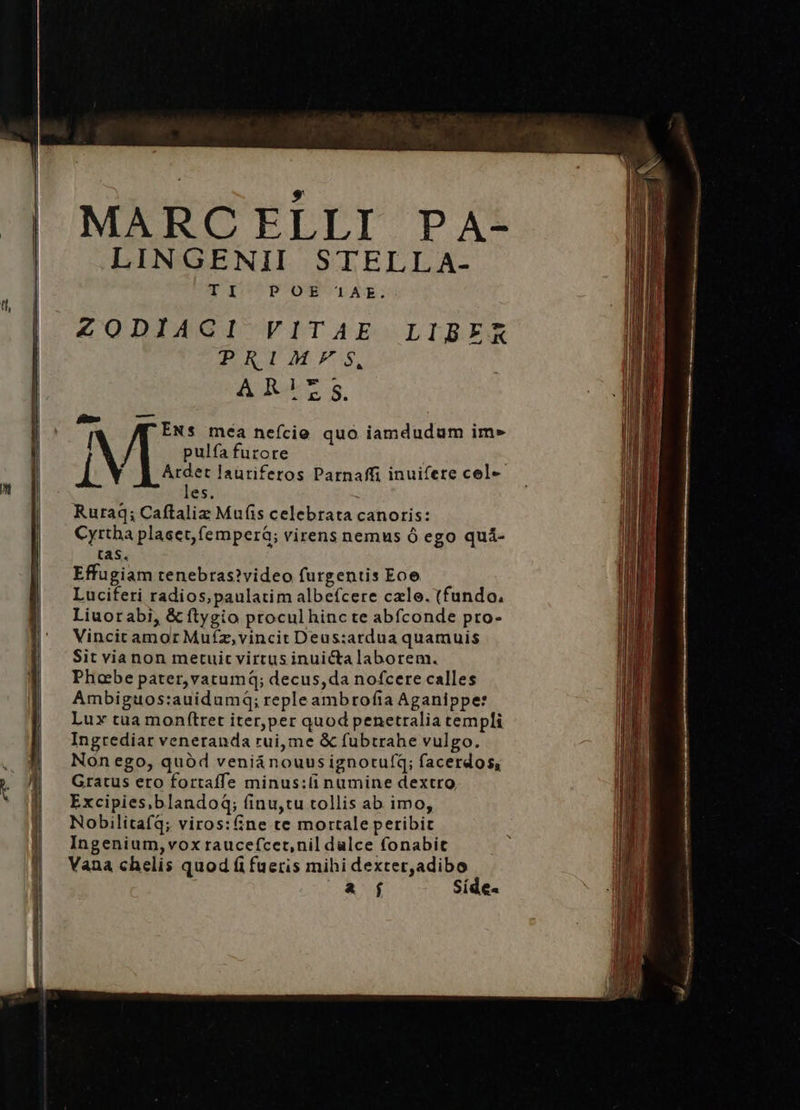 9
MARCELLI PA-
LINGENII STELLA-
TI POETAE.
ZODIACI VITAE LIBER
PRIMVS,
ARIES.
MENs mea neſcio quo iamdudum im-
pulſa furore
Ardet lauriferos Parnaſſi inuiſere col-
les.
Ruraq; Caſtaliæ Muſis celebrata canoris:
Cyrtha placet, ſemperq; virens nemus ô ego quá-
tas.
Effugiam tenebras? video ſurgentis Eoe
Luciferi radios, paulatim albeſcere cæle. (fundo.
Liuor abi, & ſtygio procul hinc te abſconde pro-
Vincit amor Muſæ, vincit Deus: ardua quamuis
Sit via non metuit virtus inuicta laborem.
Phœbe pater, vatumq́; decus, da noſcere calles
Ambiguos: auidumq́; reple ambroſia Aganippe:
Lux tua monſtret iter, per quod penetralia templi
Ingrediar veneranda tui, me & ſubtrahe vulgo.
Non ego, quòd veniã nouus ignotuſq́; ſacerdos,
Gratus ero fortaſſe minus: ſi numine dextro
Excipies, blandoq́; ſinu, tu tollis ab imo,
Nobilitaſq́; viros: ſine te mortale peribit
Ingenium, vox rauceſcet, nil dulce ſonabit
Vana chelis quod ſi fueris mihi dexter, adibo
a ſ Síde-